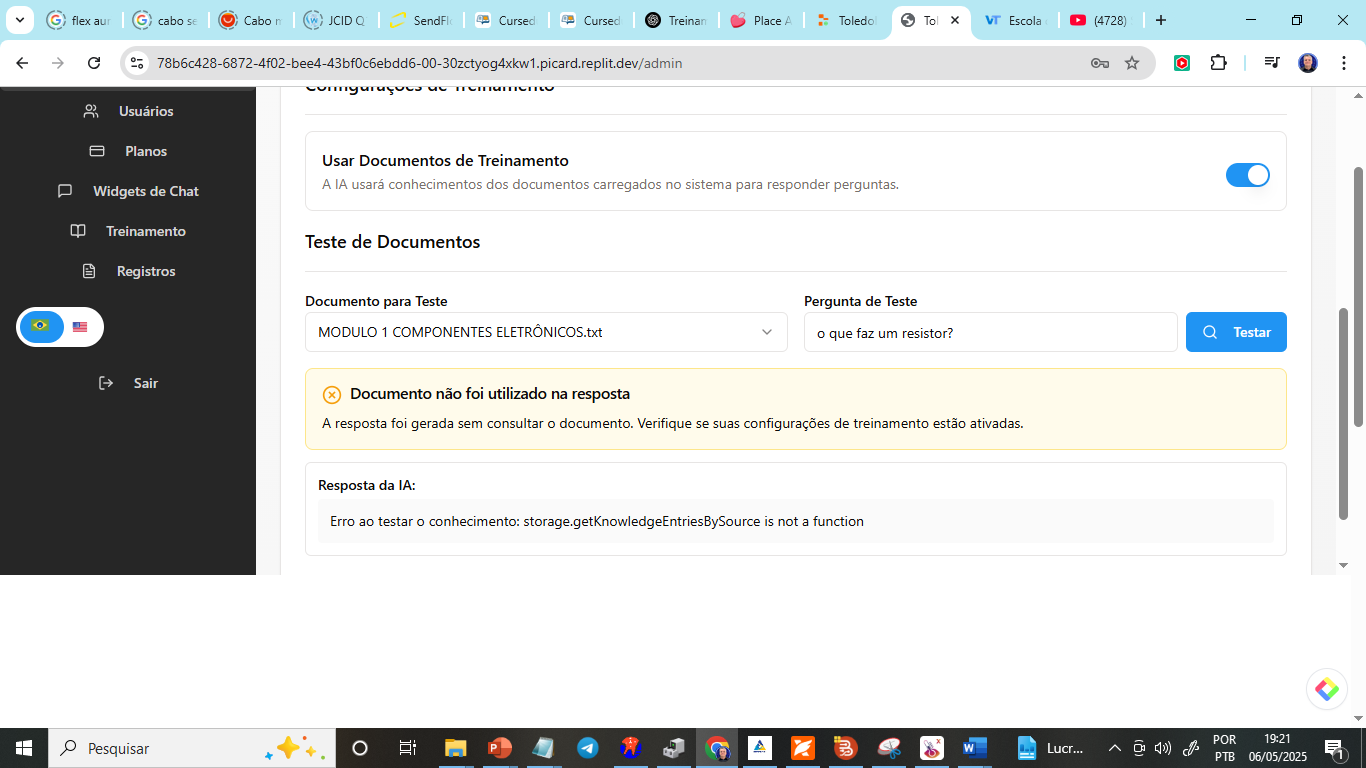 flex aur
cabo se
Cabo m
JCID Q
SendFl
Cursed
Cursed
Treinar
Place A
Toledo
Tol
Escola
(4728)
78b6c428-6872-4f02-bee4-43bf0c6ebdd6-00-30zctyog4xkw1.picard.replit.dev/admin
Usuários
Planos
Widgets de Chat
Treinamento
Registros
Sair
Configurações de Treinamento
Usar Documentos de Treinamento
A IA usará conhecimentos dos documentos carregados no sistema para responder perguntas.
Teste de Documentos
Documento para Teste
Pergunta de Teste
MODULO 1 COMPONENTES ELETRÔNICOS.txt
o que faz um resistor?
Testar
Documento não foi utilizado na resposta
A resposta foi gerada sem consultar o documento. Verifique se suas configurações de treinamento estão ativadas.
Resposta da IA:
Erro ao testar o conhecimento: storage.getKnowledgeEntriesBySource is not a function
Pesquisar
Lucr...
POR
PTB
19:21
06/05/2025
1